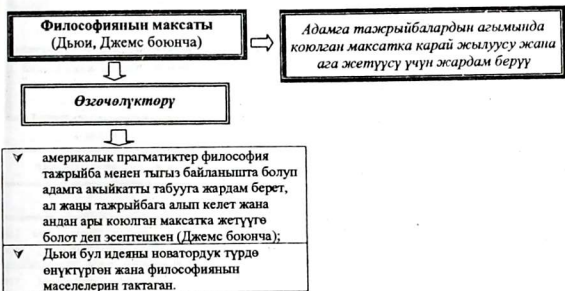 Философиянын максаты
(Дьюи, Джемс боюнча)
Адамга тажрыйбалардын агымында
коюлган максатка карай жылуусу жана
ага жетүүсү үчүн жардам берүү
Өзгөчөлүктөрү
америкалык прагматиктер философия
тажрыйба менен тыгыз байланышта болуп
адамга акыйкатты табууга жардам берет,
ал жаңы тажрыйбага алып келет жана
андан ары коюлган максатка жетүүгө
болот деп эсептешкен (Джемс боюнча);
Дьюи бул идеяны новатордук түрдө
өнүктүргөн жана философиянын
маселелерин тактаган.